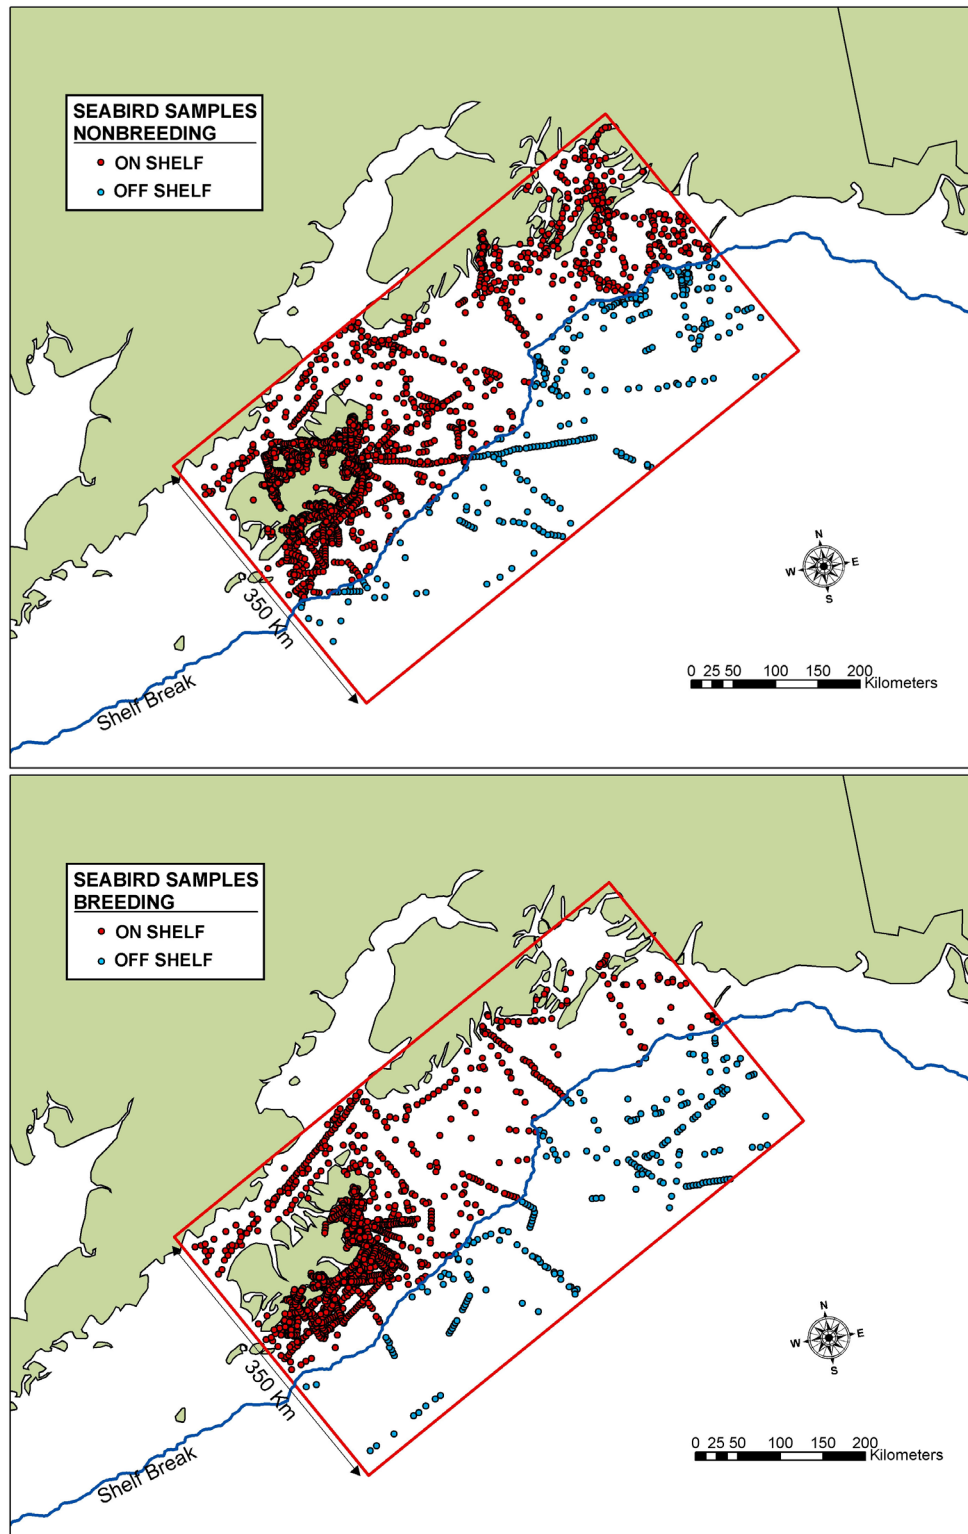 SEABIRD SAMPLES
NONBREEDING
ON SHELF
OFF SHELF
350 Km
Shelf Break
N
W E
S
0 25 50 100 150 200
Kilometers
SEABIRD SAMPLES
BREEDING
ON SHELF
OFF SHELF
350 Km
Shelf Break
N
W E
S
0 25 50 100 150 200
Kilometers